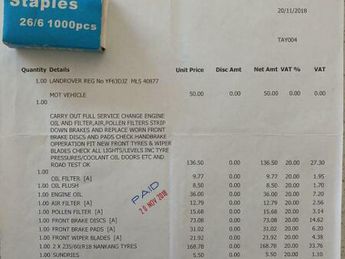 Staples
26/6 1000pcs
20/11/2018
TAY004
Quantity Details Unit Price Disc Amt Net Amt VAT % VAT
1.00 LANDROVER REG No YF63DJZ MLS 40877
MOT VEHICLE 50.00 0.00 50.00 0.00 0.00
1.00
CARRY OUT FULL SERVICE CHANGE ENGINE
OIL AND FILTER,AIR,POLLEN FILTERS STRIP
DOWN BRAKES AND REPLACE WORN FRONT
BRAKE DISCS AND PADS CHECK HANDBRAKE
OPPERATION FIT NEW FRONT TYRES & WIPER
BLADES CHECK ALL LIGHTS/LEVELS INC TYRE
PRESSURES/COOLANT OIL DOORS ETC AND
ROAD TEST OK 136.50 0.00 136.50 20.00 27.30
1.00
OIL FILTER [A] 9.77 0.00 9.77 20.00 1.95
1.00 OIL FLUSH 8.50 0.00 8.50 20.00 1.70
1.00 ENGINE OIL 36.00 0.00 36.00 20.00 7.20
1.00 AIR FILTER [A] 12.79 0.00 12.79 20.00 2.56
1.00 POLLEN FILTER [A] 15.68 0.00 15.68 20.00 3.14
1.00 FRONT BRAKE DISCS [A] 73.08 0.00 73.08 20.00 14.62
1.00 FRONT BRAKE PADS [A] 31.02 0.00 31.02 20.00 6.20
1.00 FRONT WIPER BLADES [A] 21.92 0.00 21.92 20.00 4.38
1.00 2 X 235/60/R18 NANKANG TYRES 168.78 0.00 168.78 20.00 33.76
1.00 SUNDRIES 5.50 0.00 5.50 20.00 1.10
PAID
20 NOV 2018